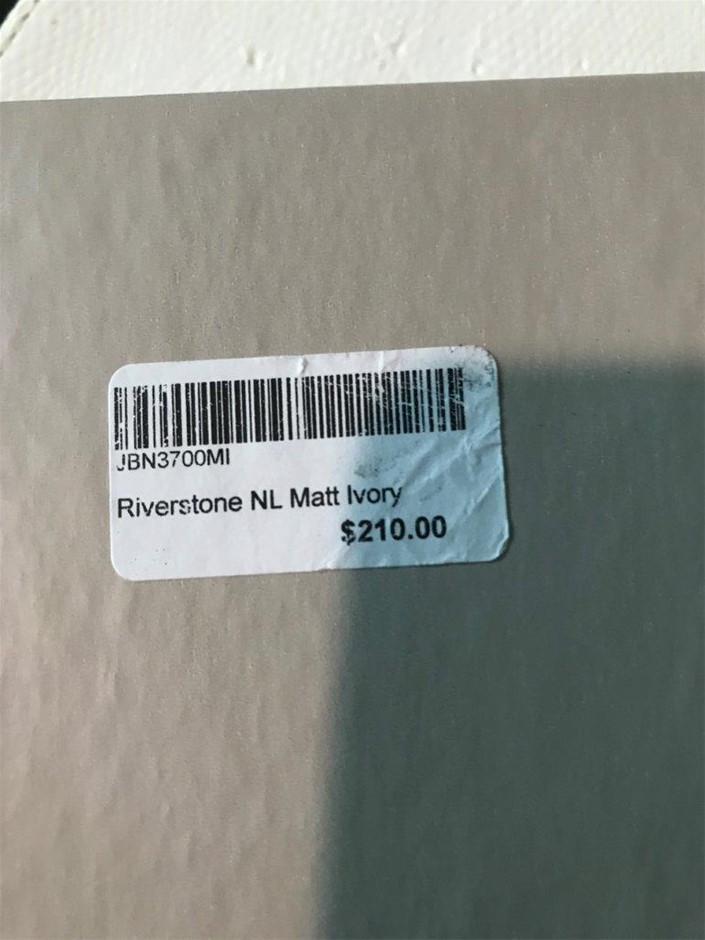 JBN3700MI
Riverstone NL Matt Ivory
$210.00